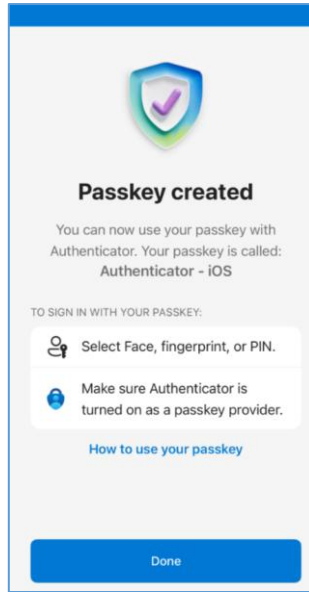 Passkey created
You can now use your passkey with
Authenticator. Your passkey is called:
Authenticator - iOS
TO SIGN IN WITH YOUR PASSKEY:
Select Face, fingerprint, or PIN.
Make sure Authenticator is
turned on as a passkey provider.
How to use your passkey
Done